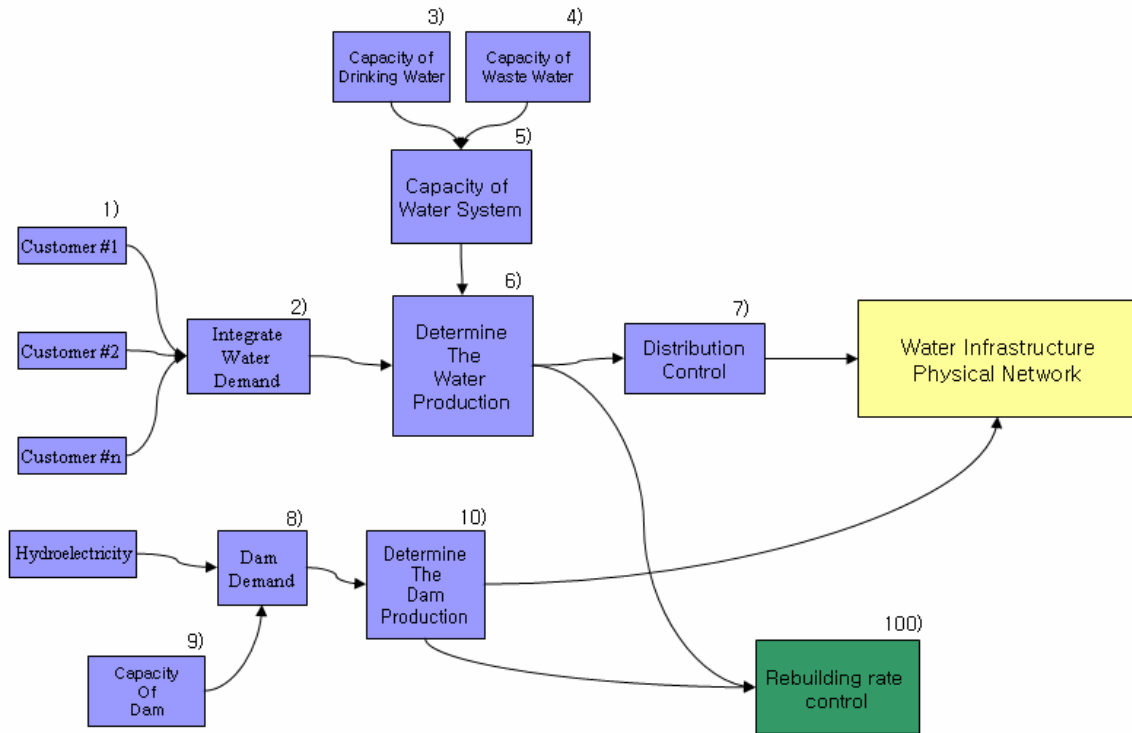 3)
4)
Capacity of
Drinking Water
Capacity of
Waste Water
5)
Capacity of
Water System
1)
Customer #1
Customer #2
Customer #n
2)
Integrate
Water
Demand
6)
Determine
The
Water
Production
7)
Distribution
Control
Water Infrastructure
Physical Network
Hydroelectricity
8)
Dam
Demand
9)
Capacity
Of
Dam
10)
Determine
The
Dam
Production
100)
Rebuilding rate
control